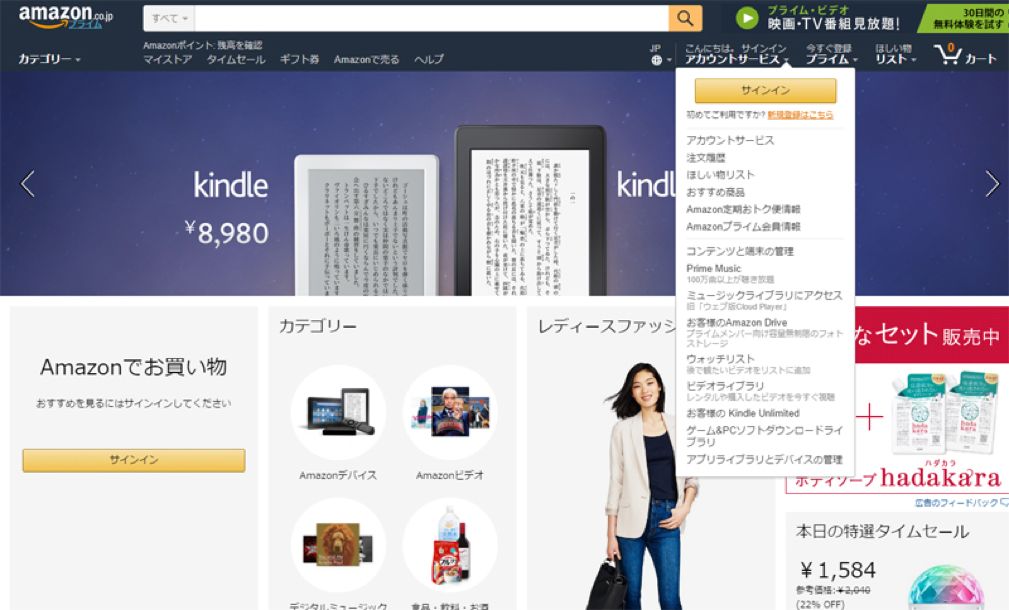 amazon.co.jp
プライム
すべて
プライム・ビデオ
映画・TV番組見放題!
30日間の
無料体験を試す
カテゴリー
Amazonポイント: 残高を確認
マイストア タイムセール ギフト券 Amazonで売る ヘルプ
JP
こんにちは。サインイン
アカウントサービス
今すぐ登録
プライム
ほしい物
リスト
0
カート
サインイン
初めてご利用ですか? 新規登録はこちら
アカウントサービス
注文履歴
ほしい物リスト
おすすめ商品
Amazon定期おトク便情報
Amazonプライム会員情報
コンテンツと端末の管理
Prime Music
100万曲以上が聴き放題
ミュージックライブラリにアクセス
旧「ウェブ版Cloud Player」
お客様のAmazon Drive
プライムメンバー向け容量無制限のフォト
ストレージ
ウォッチリスト
後で観たいビデオをリストに追加
ビデオライブラリ
レンタルや購入したビデオを今すぐ視聴
お客様の Kindle Unlimited
ゲーム&PCソフトダウンロードライ
ブラリ
アプリライブラリとデバイスの管理
kindle
¥8,980
kindl
Amazonでお買い物
おすすめを見るにはサインインしてください
サインイン
カテゴリー
Amazonデバイス
Amazonビデオ
デジタルミュージック
食品・飲料・お酒
レディースファッシ
なセット販売中
ハダカラ
ボディソープ hadakara
広告のフィードバック
本日の特選タイムセール
¥1,584
参考価格: ¥2,040
(22% OFF)